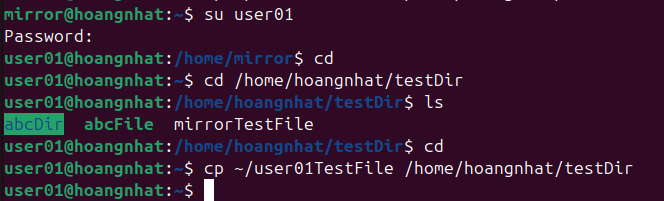 mirror@hoangnhat:~$ su user01
Password:
user01@hoangnhat:/home/mirror$ cd
user01@hoangnhat:~$ cd /home/hoangnhat/testDir
user01@hoangnhat:/home/hoangnhat/testDir$ ls
abcDir  abcFile  mirrorTestFile
user01@hoangnhat:/home/hoangnhat/testDir$ cd
user01@hoangnhat:~$ cp ~/user01TestFile /home/hoangnhat/testDir
user01@hoangnhat:~$